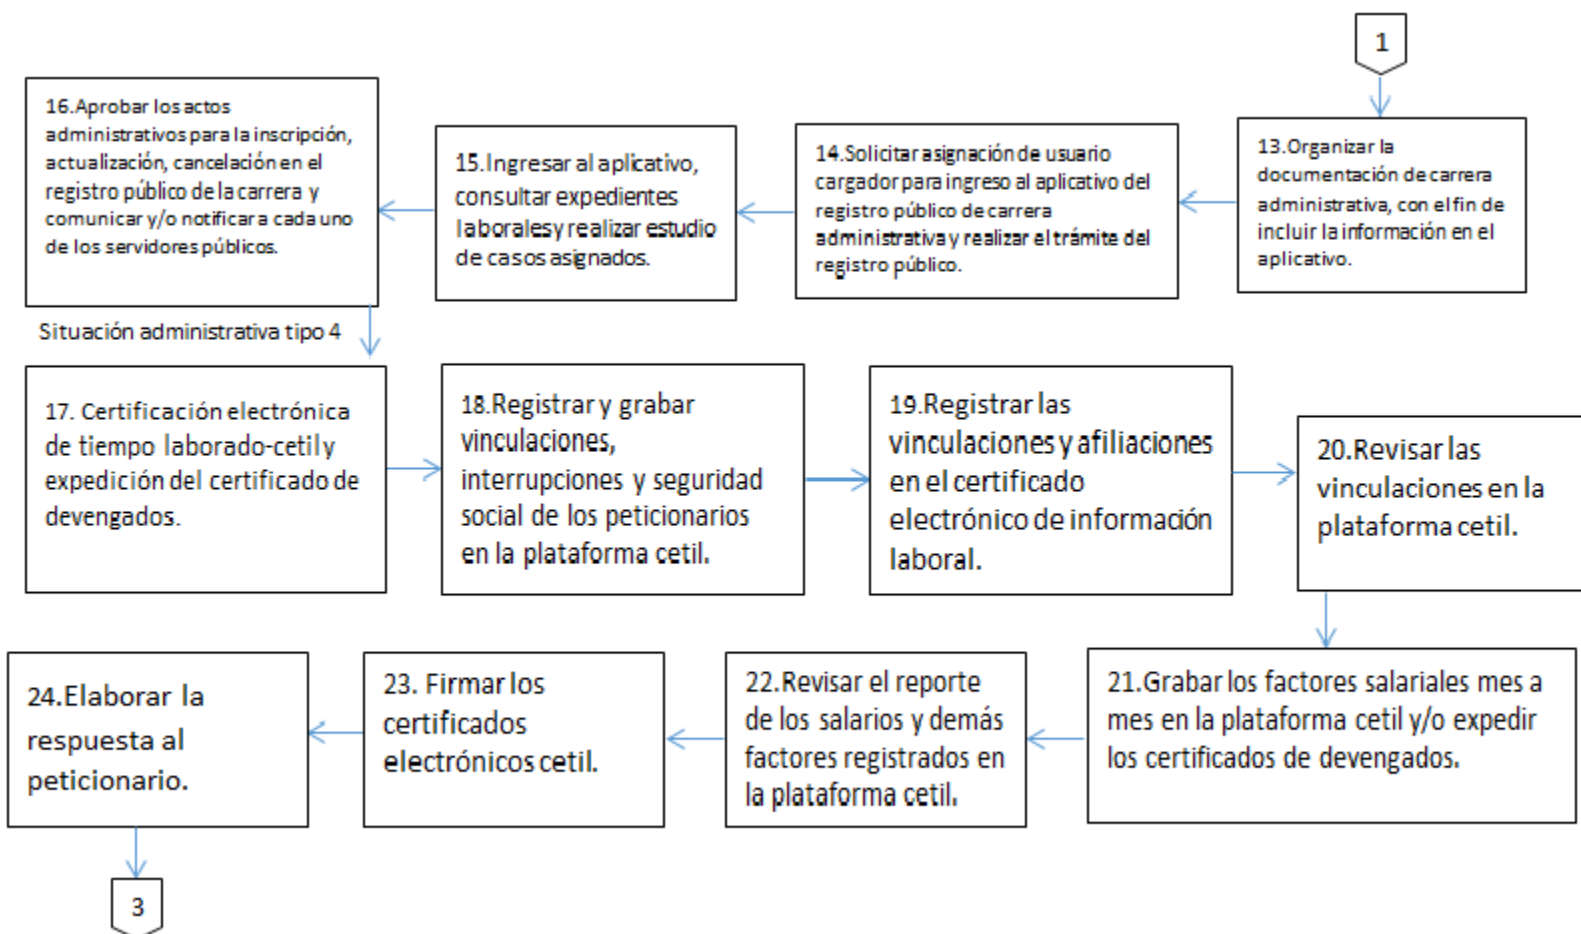 1
13.Organizar la
documentación de carrera
administrativa, con el fin de
incluir la información en el
aplicativo.
14.Solicitar asignación de usuario
cargador para ingreso al aplicativo del
registro público de carrera
administrativa y realizar el trámite del
registro público.
15.Ingresar al aplicativo,
consultar expedientes
laborales y realizar estudio
de casos asignados.
16.Aprobar los actos
administrativos para la inscripción,
actualización, cancelación en el
registro público de la carrera y
comunicar y/o notificar a cada uno
de los servidores públicos.
Situación administrativa tipo 4
17. Certificación electrónica
de tiempo laborado-cetil y
expedición del certificado de
devengados.
18.Registrar y grabar
vinculaciones,
interrupciones y seguridad
social de los peticionarios
en la plataforma cetil.
19.Registrar las
vinculaciones y afiliaciones
en el certificado
electrónico de información
laboral.
20.Revisar las
vinculaciones en la
plataforma cetil.
21.Grabar los factores salariales mes a
mes en la plataforma cetil y/o expedir
los certificados de devengados.
22.Revisar el reporte
de los salarios y demás
factores registrados en
la plataforma cetil.
23. Firmar los
certificados
electrónicos cetil.
24.Elaborar la
respuesta al
peticionario.
3